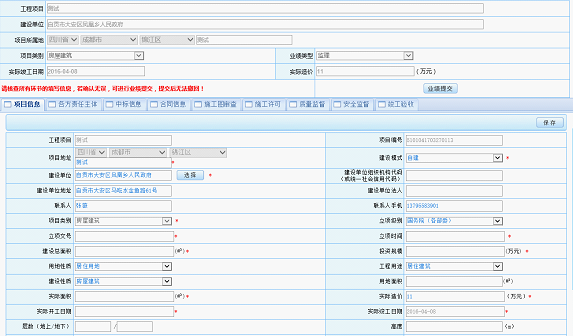 工程项目 测试
建设单位 自贡市大安区凤凰乡人民政府
项目所属地 四川省 成都市 锦江区 测试
项目类别 房屋建筑 业绩类型 监理
实际竣工日期 2016-04-08 实际造价 11 (万元)
请核查所有环节的填写信息，若确认无误，可进行业绩提交，提交后无法撤回！ 业绩提交
项目信息 各方责任主体 中标信息 合同信息 施工图审查 施工许可 质量监督 安全监督 竣工验收
保存
工程项目 测试 项目编号
项目地址 四川省 成都市 锦江区 建设模式 自建 *
测试 *
建设单位 自贡市大安区凤凰乡人民政府 选择 * 建设单位组织机构代码
(或统一社会信用代码)
建设单位地址 建设单位法人
联系人 联系人手机
项目类别 房屋建筑 * 立项级别 国务院（各部委） *
立项文号 * 立项时间 *
建设总面积 (㎡)* 投资规模 (万元) *
用地性质 居住用地 工程用途 居住建筑
建设性质 房屋建筑 用地面积 (㎡)
实际面积 (㎡)* 实际造价 11 (万元) *
实际开工日期 * 实际竣工日期 2016-04-08 *
层数（地上/地下） / 高度 (m)